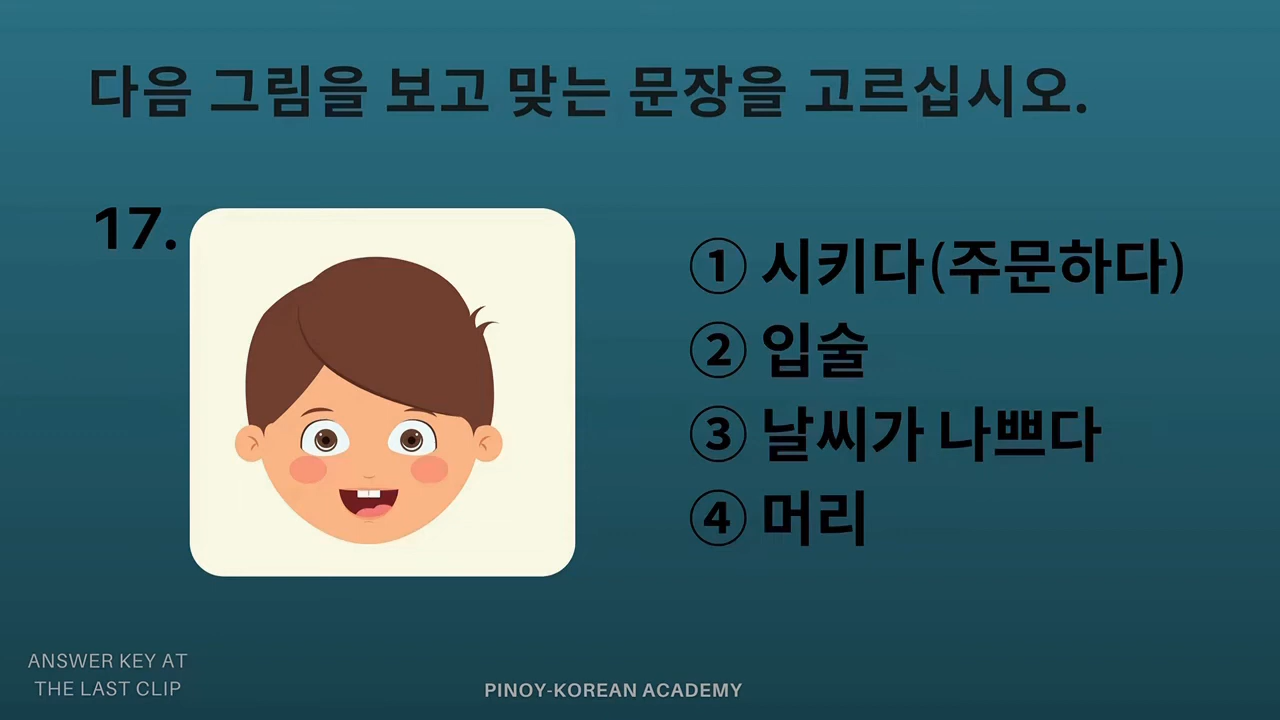 다음 그림을 보고 맞는 문장을 고르십시오.
17.
① 시키다(주문하다)
② 입술
③ 날씨가 나쁘다
④ 머리
ANSWER KEY AT
THE LAST CLIP
PINOY-KOREAN ACADEMY